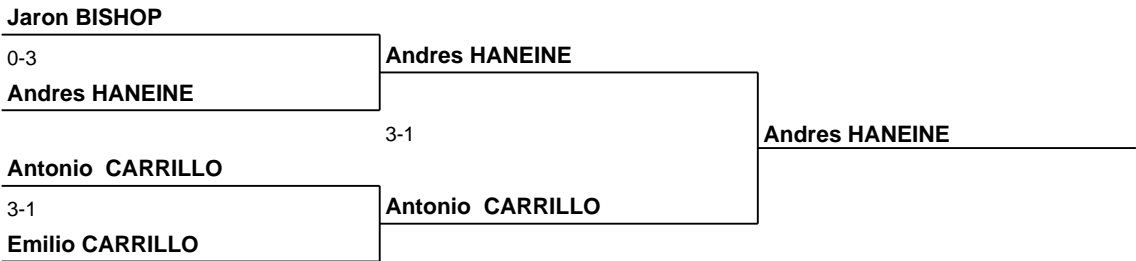 Jaron BISHOP
0-3
Andres HANEINE
Andres HANEINE
3-1
Andres HANEINE
Antonio  CARRILLO
3-1
Antonio  CARRILLO
Emilio CARRILLO